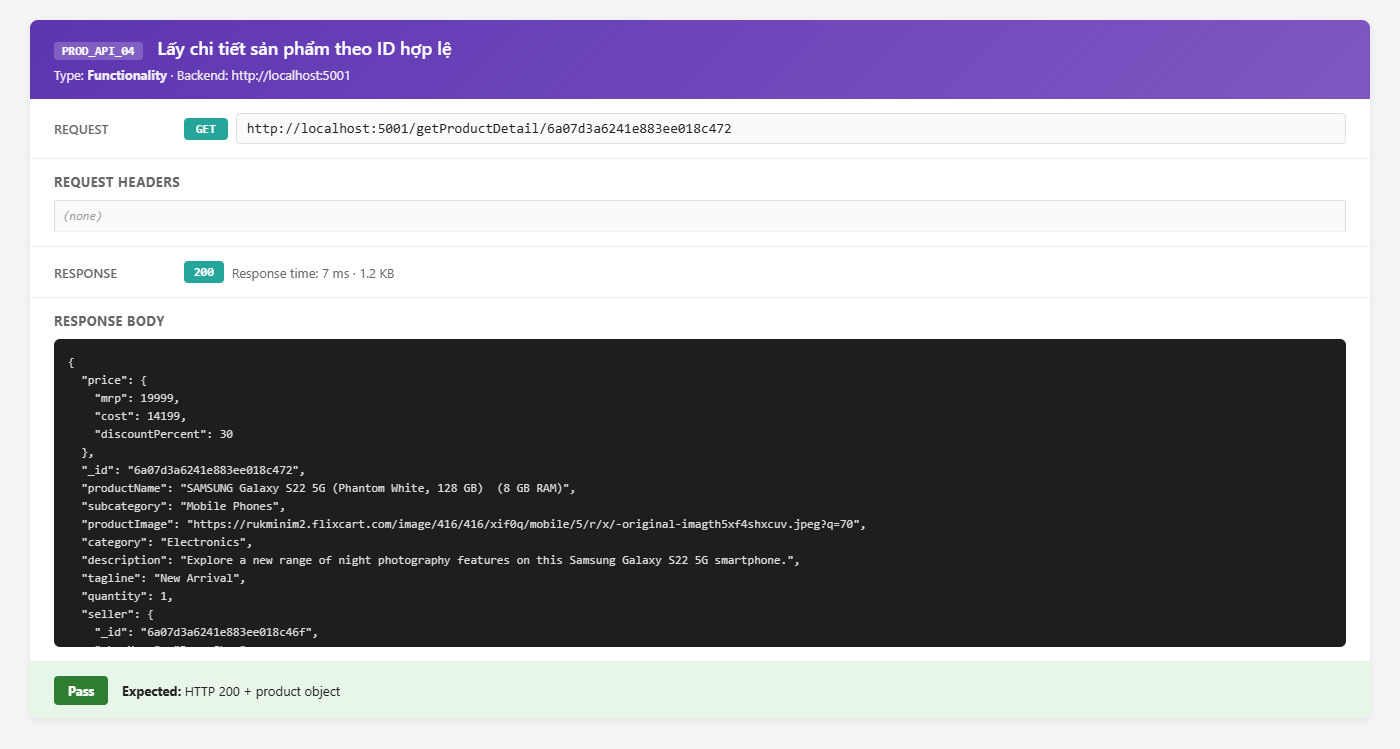 PROD_API_04 Lấy chi tiết sản phẩm theo ID hợp lệ
Type: Functionality · Backend: http://localhost:5001
REQUEST GET http://localhost:5001/getProductDetail/6a07d3a6241e883ee018c472
REQUEST HEADERS
(none)
RESPONSE 200 Response time: 7 ms · 1.2 KB
RESPONSE BODY
{
  "price": {
    "mrp": 19999,
    "cost": 14199,
    "discountPercent": 30
  },
  "_id": "6a07d3a6241e883ee018c472",
  "productName": "SAMSUNG Galaxy S22 5G (Phantom White, 128 GB)  (8 GB RAM)",
  "subcategory": "Mobile Phones",
  "productImage": "https://rukminim2.flixcart.com/image/416/416/xif0q/mobile/5/r/x/-original-imagth5xf4shxcuv.jpeg?q=70",
  "category": "Electronics",
  "description": "Explore a new range of night photography features on this Samsung Galaxy S22 5G smartphone.",
  "tagline": "New Arrival",
  "quantity": 1,
  "seller": {
    "_id": "6a07d3a6241e883ee018c46f",
Pass Expected: HTTP 200 + product object